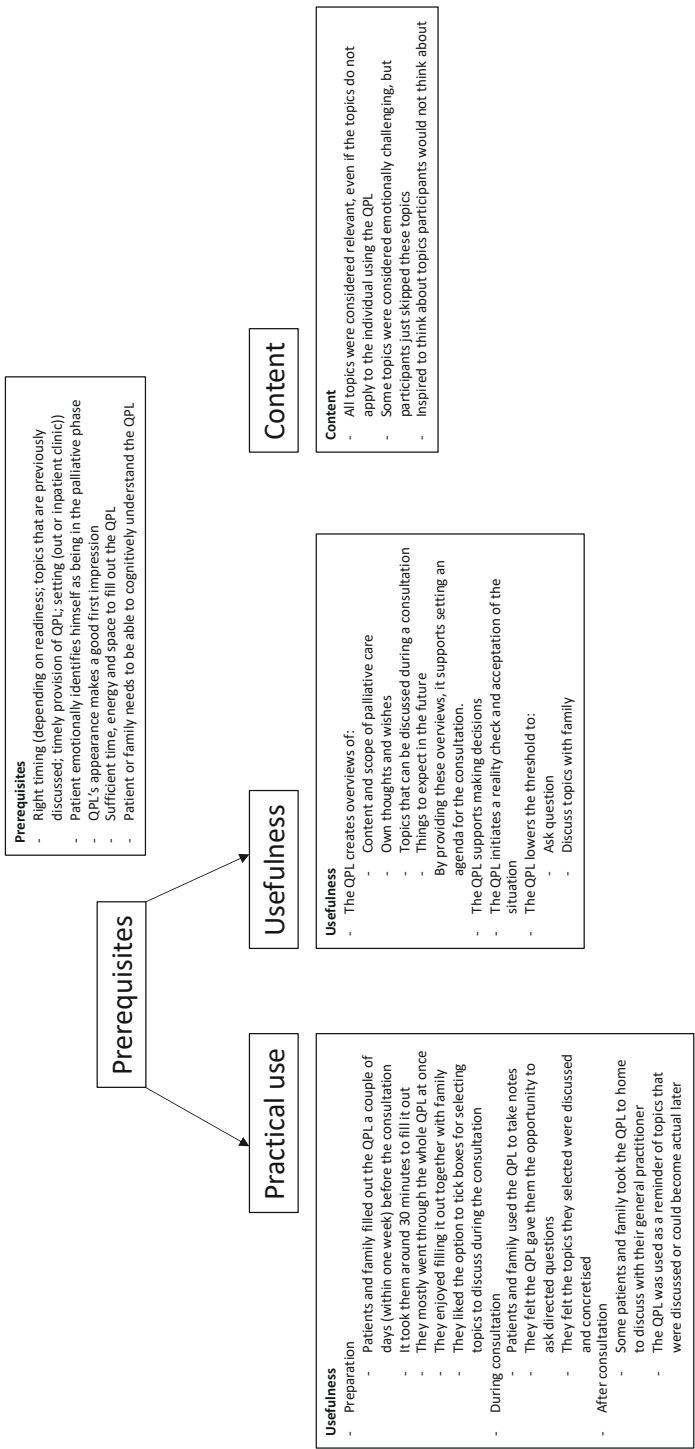 Prerequisites
Prerequisites
- Right timing (depending on readiness; topics that are previously
discussed; timely provision of QPL; setting (out or inpatient clinic))
- Patient emotionally identifies himself as being in the palliative phase
- QPL's appearance makes a good first impression
- Sufficient time, energy and space to fill out the QPL
- Patient or family needs to be able to cognitively understand the QPL
Practical use
Usefulness
- Preparation
- Patients and family filled out the QPL a couple of
days (within one week) before the consultation
- It took them around 30 minutes to fill it out
- They mostly went through the whole QPL at once
- They enjoyed filling it out together with family
- They liked the option to tick boxes for selecting
topics to discuss during the consultation
- During consultation
- Patients and family used the QPL to take notes
- They felt the QPL gave them the opportunity to
ask directed questions
- They felt the topics they selected were discussed
and concretised
- After consultation
- Some patients and family took the QPL to home
to discuss with their general practitioner
- The QPL was used as a reminder of topics that
were discussed or could become actual later
Usefulness
Usefulness
- The QPL creates overviews of:
- Content and scope of palliative care
- Own thoughts and wishes
- Topics that can be discussed during a consultation
- Things to expect in the future
By providing these overviews, it supports setting an
agenda for the consultation.
- The QPL supports making decisions
- The QPL initiates a reality check and acceptation of the
situation
- The QPL lowers the threshold to:
- Ask question
- Discuss topics with family
Content
Content
- All topics were considered relevant, even if the topics do not
apply to the individual using the QPL
- Some topics were considered emotionally challenging, but
participants just skipped these topics
- Inspired to think about topics participants would not think about